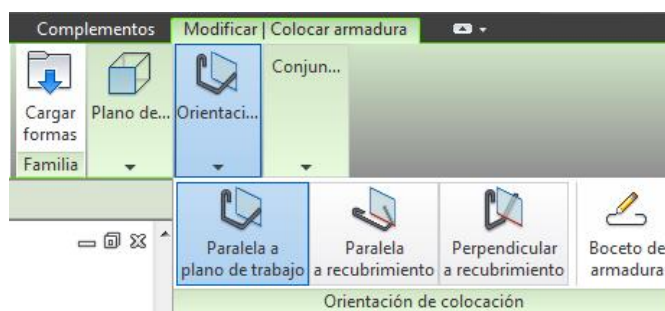 Complementos Modificar | Colocar armadura
Cargar formas
Plano de...
Orientaci...
Conjun...
Familia
Paralela a plano de trabajo
Paralela a recubrimiento
Perpendicular a recubrimiento
Boceto de armadura
Orientación de colocación